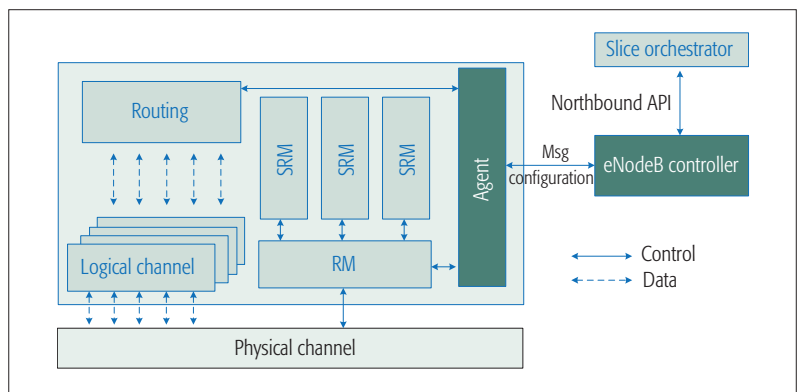 Slice orchestrator
Routing
Northbound API
SRM
SRM
SRM
Agent
Msg
configuration
eNodeB controller
Logical channel
RM
Control
Data
Physical channel